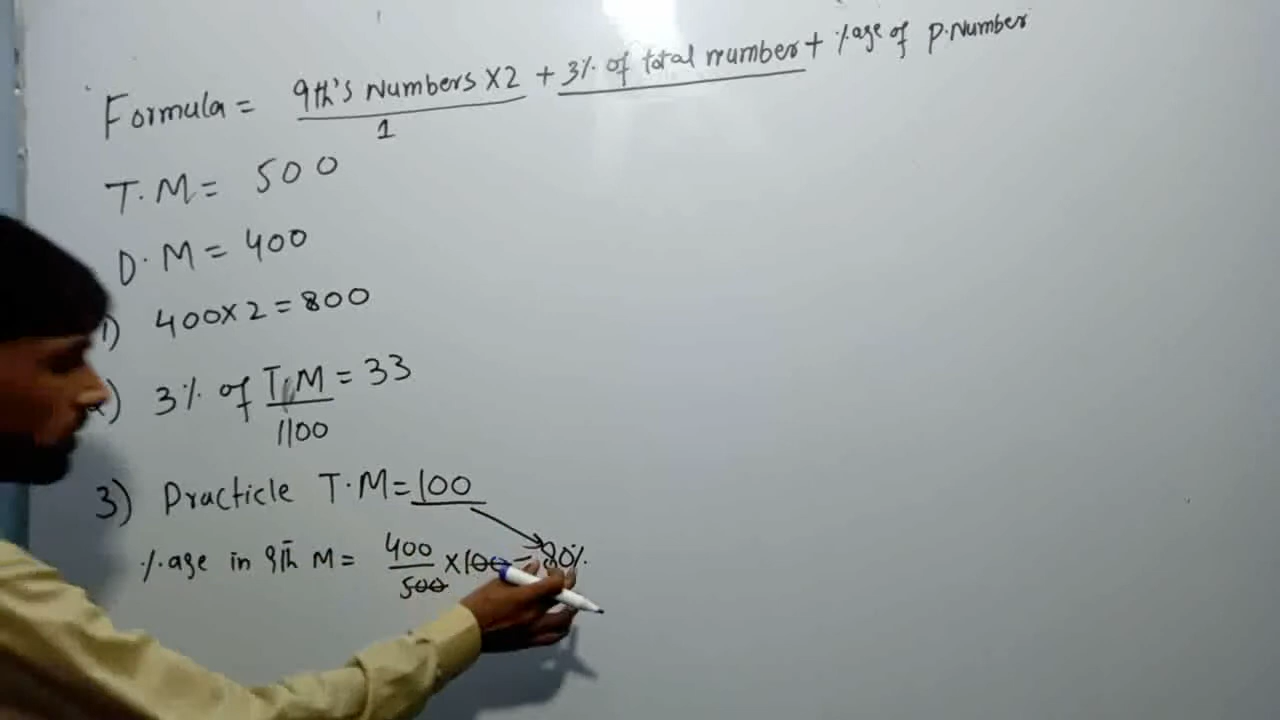 Formula = 9th's Numbers X2 + 3% of total number + %age of P.Number
1
T.M = 500
O.M = 400
1) 400X2 = 800
2) 3% of T.M = 33
1100
3) Practicle T.M = 100
%age in 9th M = 400/500 X 100 = 80%